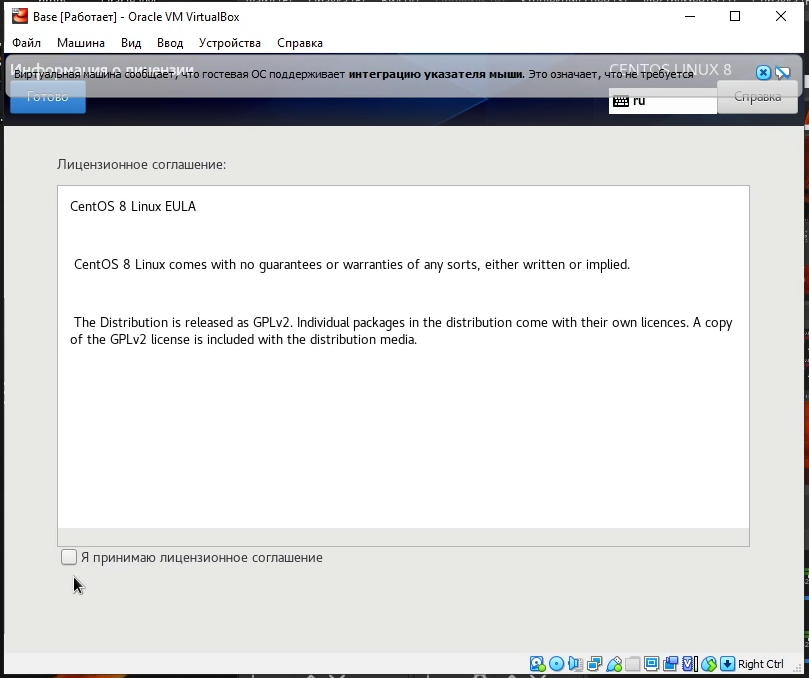 Base [Работает] - Oracle VM VirtualBox
Файл Машина Вид Ввод Устройства Справка
Информация о лицензии
CENTOS LINUX 8
Виртуальная машина сообщает, что гостевая ОС поддерживает интеграцию указателя мыши. Это означает, что не требуется
Готово
ru
Справка
Лицензионное соглашение:
CentOS 8 Linux EULA
CentOS 8 Linux comes with no guarantees or warranties of any sorts, either written or implied.
The Distribution is released as GPLv2. Individual packages in the distribution come with their own licences. A copy
of the GPLv2 license is included with the distribution media.
Я принимаю лицензионное соглашение
Right Ctrl